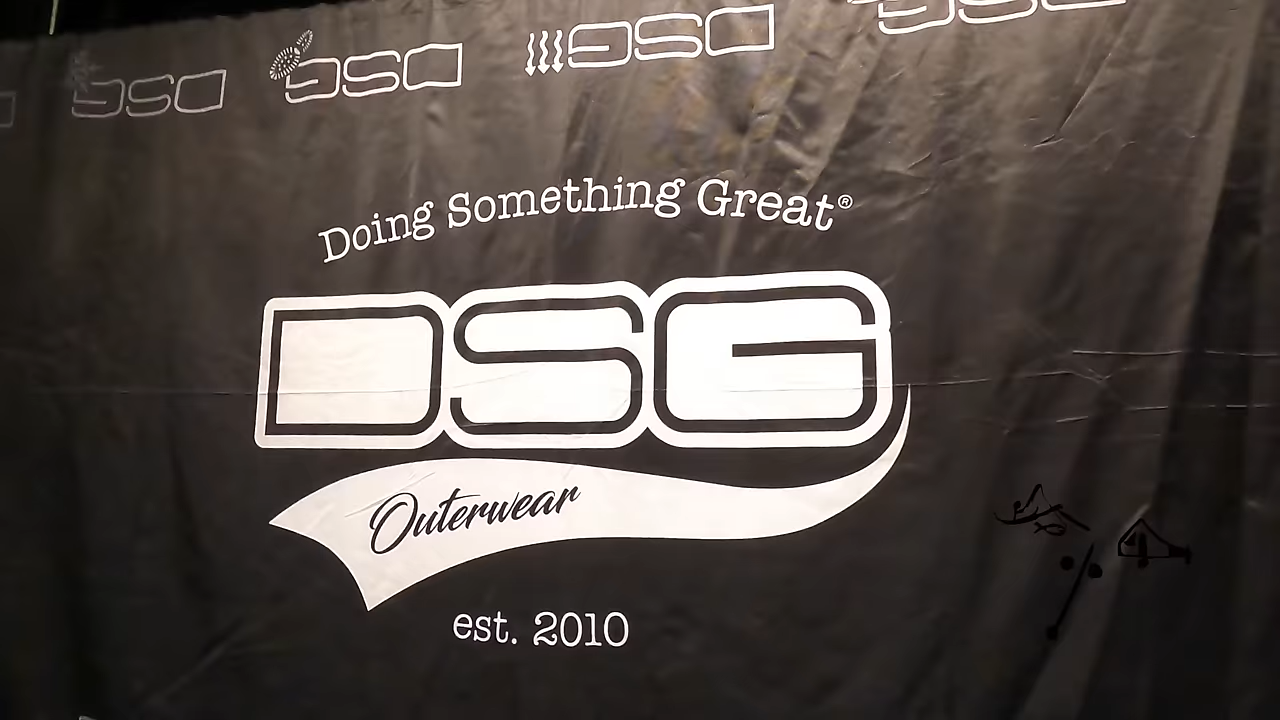 DSG DSG DSG DSG
Doing Something Great®
DSG
Outerwear
est. 2010